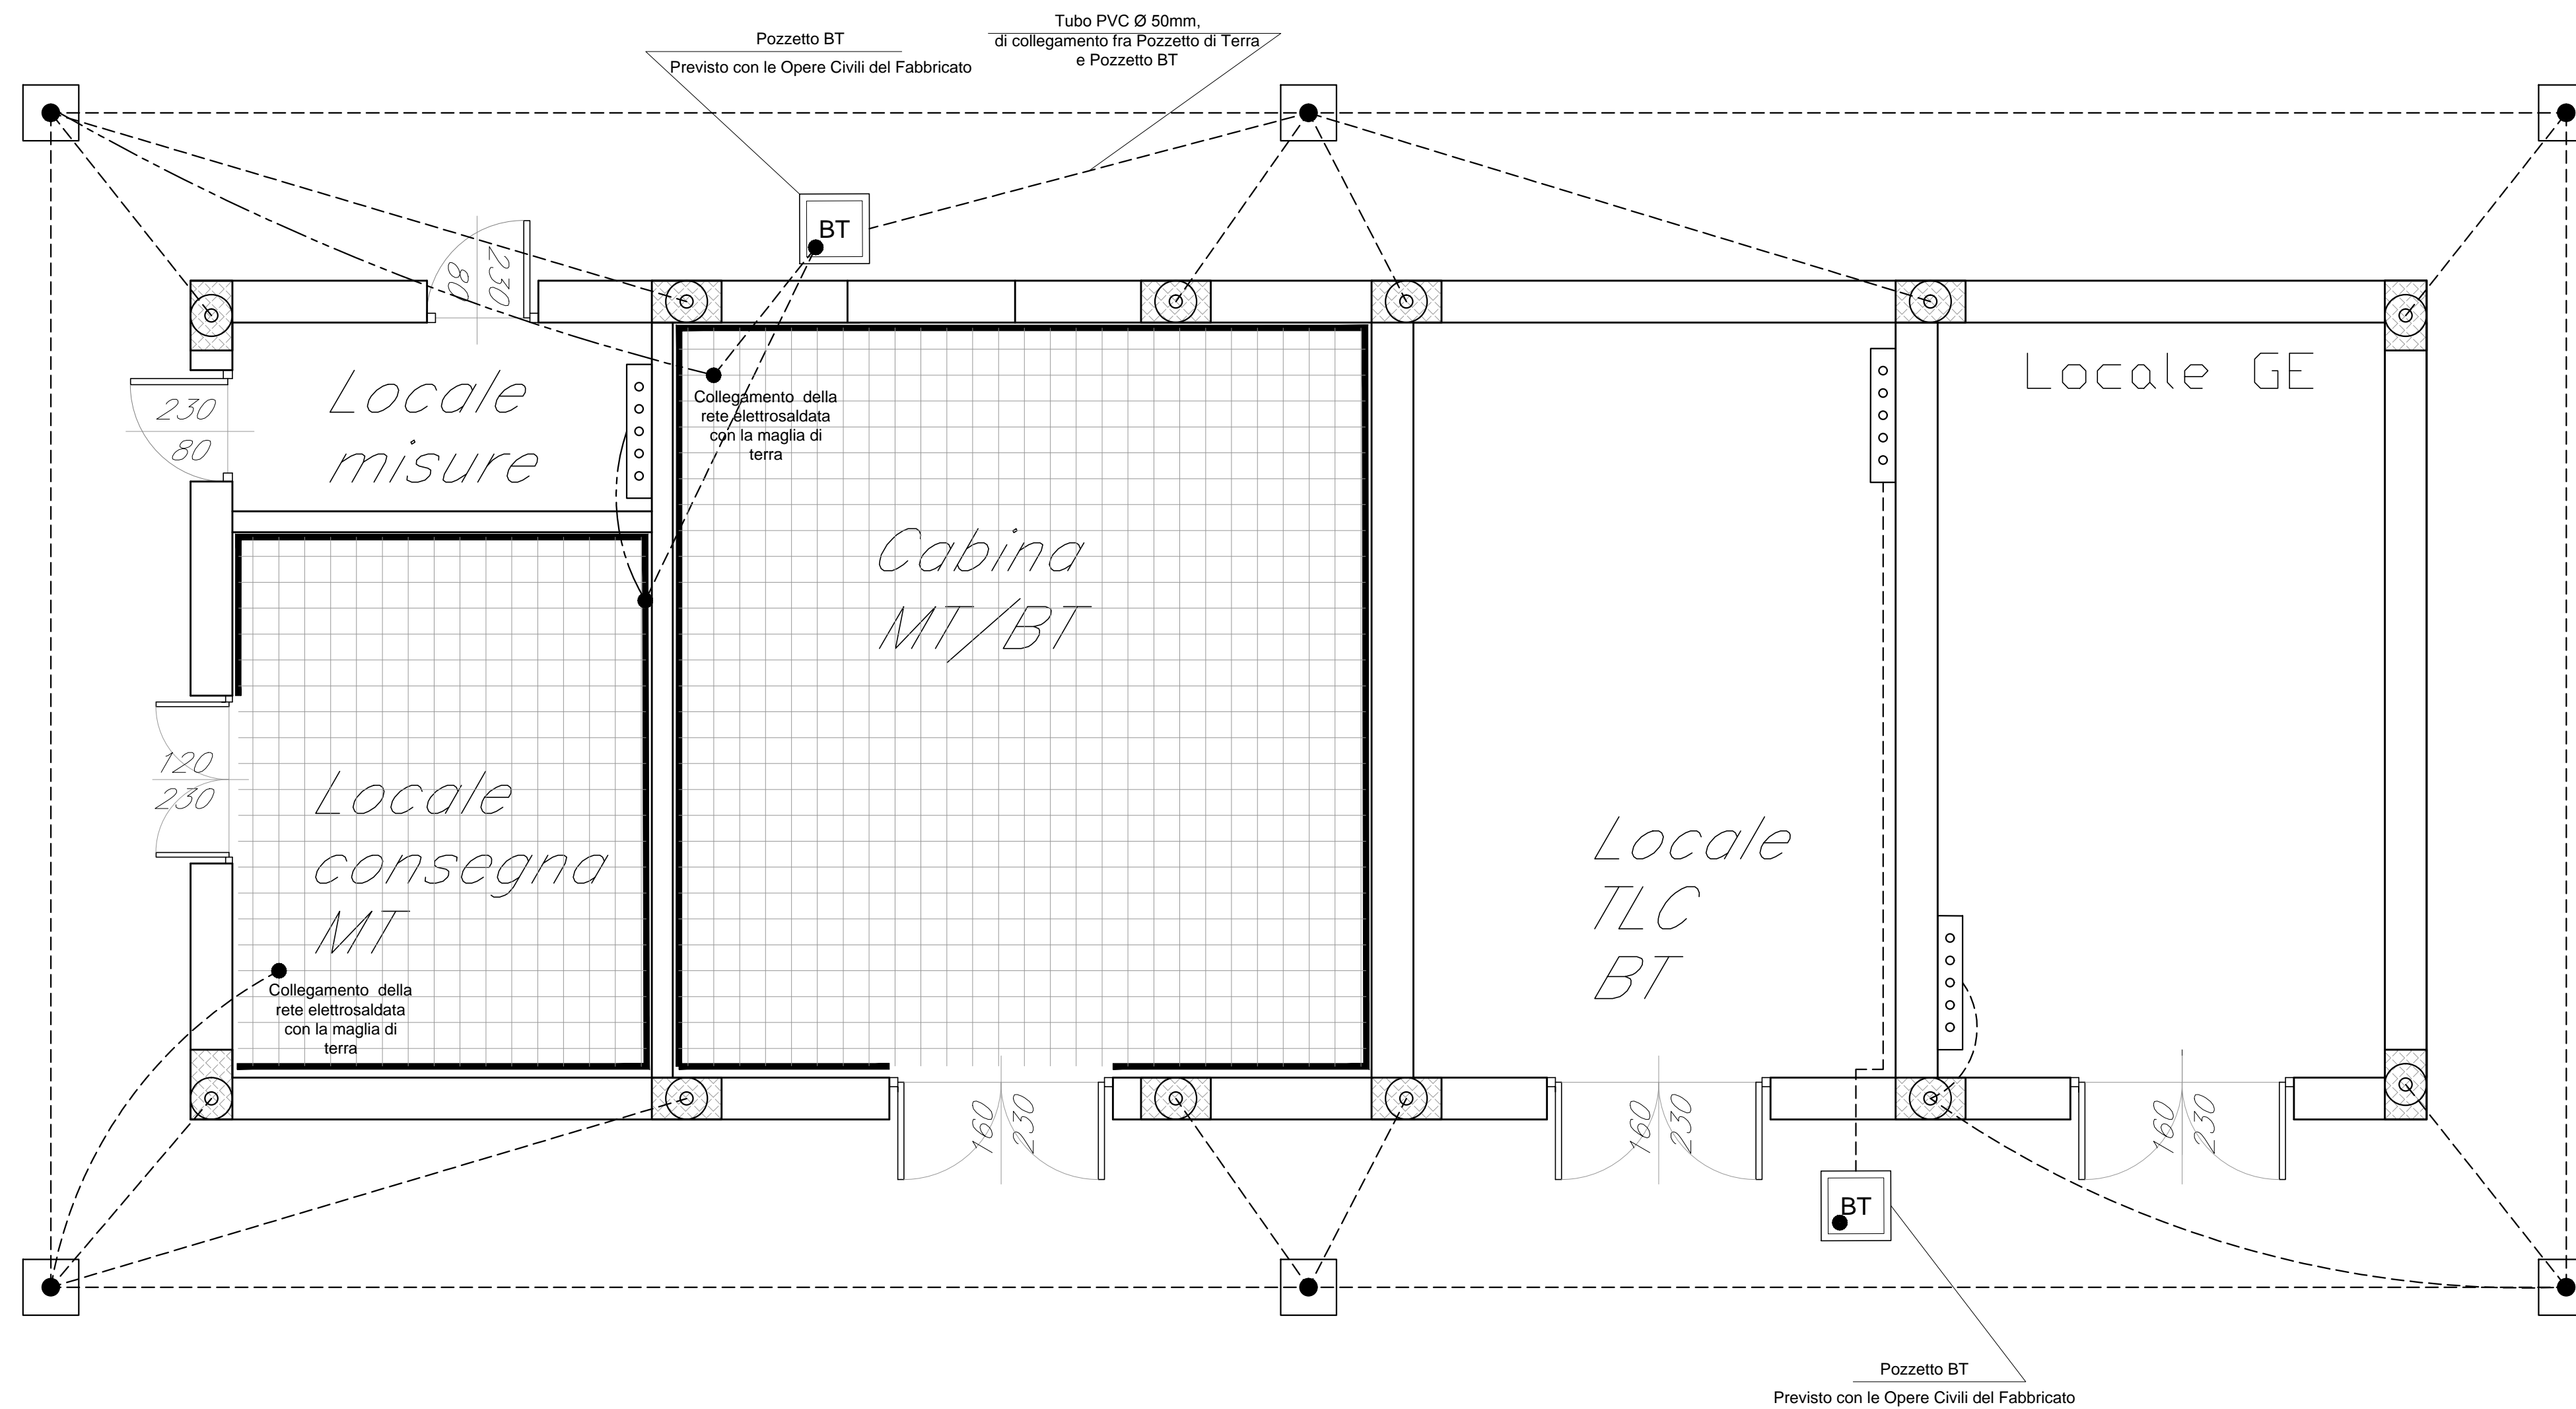 Tubo PVC Ø 50mm,
di collegamento fra Pozzetto di Terra
e Pozzetto BT
Pozzetto BT
Previsto con le Opere Civili del Fabbricato
BT
80
230
230
80
Locale
misure
Collegamento della
rete elettrosaldata
con la maglia di
terra
Locale GE
Cabina
MT/BT
120
230
Locale
consegna
MT
Collegamento della
rete elettrosaldata
con la maglia di
terra
Locale
TLC
BT
160
230
160
230
160
230
BT
Pozzetto BT
Previsto con le Opere Civili del Fabbricato